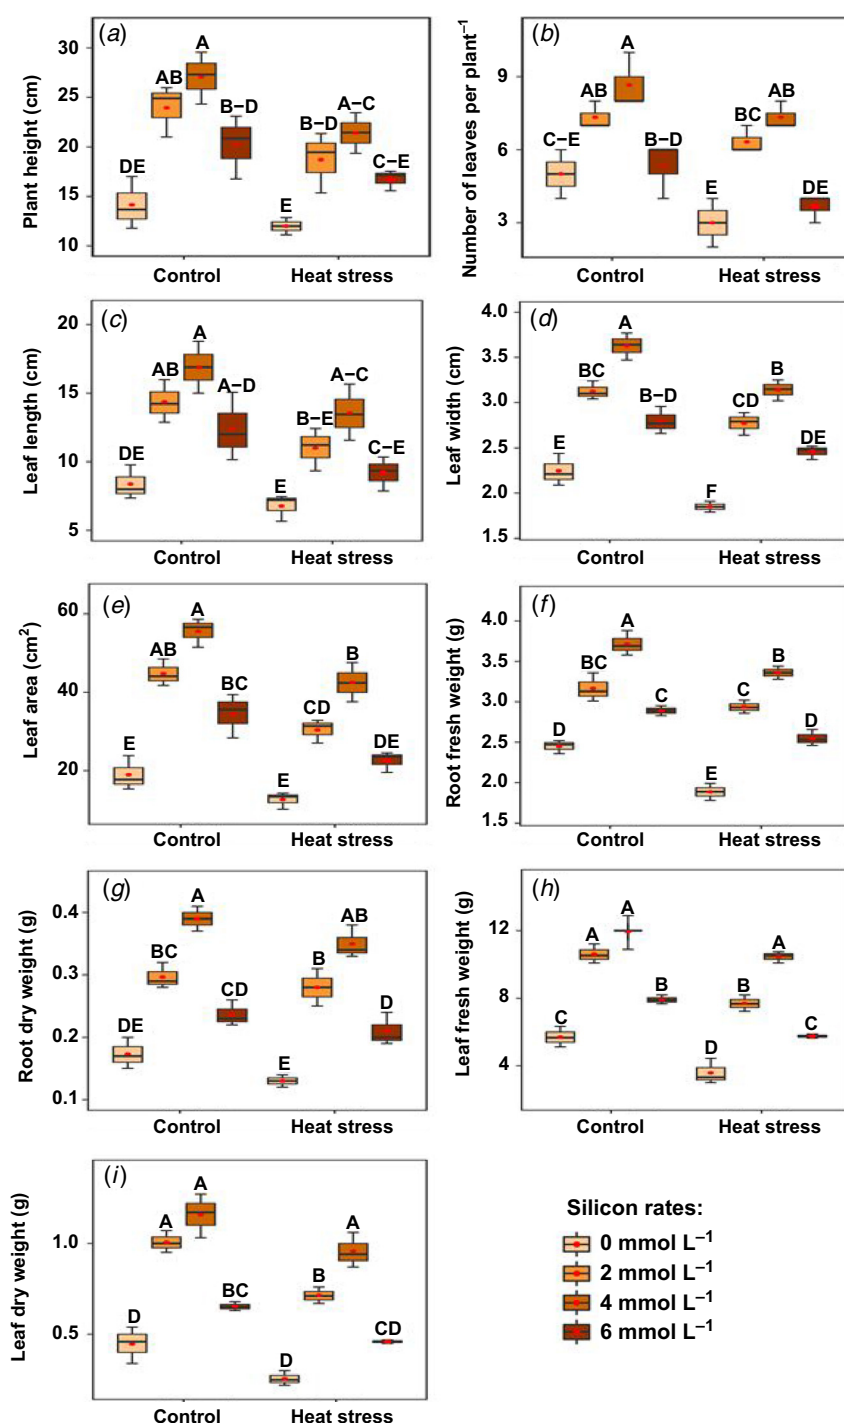 (a)
Plant height (cm)
30
25
20
15
10
DE
AB
A
B–D
E
B–D
A–C
C–E
Control
Heat stress
(b)
Number of leaves per plant⁻¹
9
6
3
C–E
AB
A
B–D
E
BC
AB
DE
Control
Heat stress
(c)
Leaf length (cm)
20
15
10
5
DE
AB
A
A–D
E
B–E
A–C
C–E
Control
Heat stress
(d)
Leaf width (cm)
4.0
3.5
3.0
2.5
2.0
1.5
E
BC
A
B–D
F
CD
B
DE
Control
Heat stress
(e)
Leaf area (cm²)
60
40
20
E
AB
A
BC
E
CD
B
DE
Control
Heat stress
(f)
Root fresh weight (g)
4.0
3.5
3.0
2.5
2.0
1.5
D
BC
A
C
E
C
B
D
Control
Heat stress
(g)
Root dry weight (g)
0.4
0.3
0.2
0.1
DE
BC
A
CD
E
B
AB
D
Control
Heat stress
(h)
Leaf fresh weight (g)
12
8
4
C
A
A
B
D
B
A
C
Control
Heat stress
(i)
Leaf dry weight (g)
1.0
0.5
D
A
A
BC
D
B
A
CD
Control
Heat stress
Silicon rates:
0 mmol L⁻¹
2 mmol L⁻¹
4 mmol L⁻¹
6 mmol L⁻¹